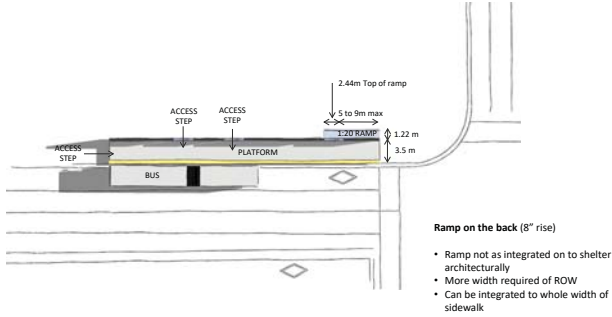 2.44m Top of ramp
5 to 9m max
ACCESS
STEP
ACCESS
STEP
1:20 RAMP
1.22 m
ACCESS
STEP
PLATFORM
3.5 m
BUS
Ramp on the back (8" rise)
• Ramp not as integrated on to shelter
architecturally
• More width required of ROW
• Can be integrated to whole width of
sidewalk